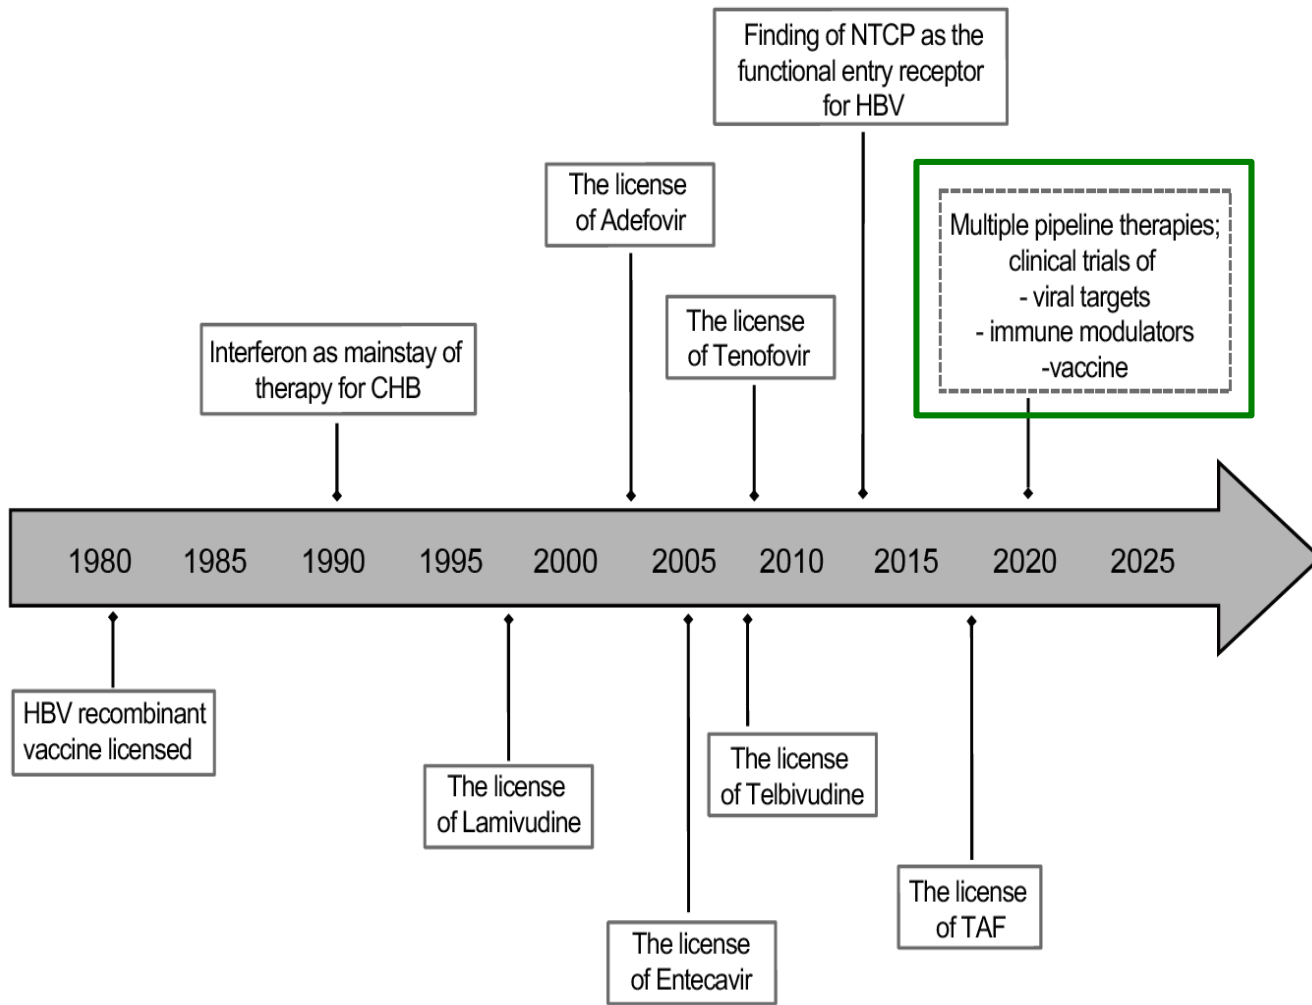 Finding of NTCP as the
functional entry receptor
for HBV
The license
of Adefovir
Multiple pipeline therapies;
clinical trials of
- viral targets
- immune modulators
-vaccine
The license
of Tenofovir
Interferon as mainstay of
therapy for CHB
1980 1985 1990 1995 2000 2005 2010 2015 2020 2025
HBV recombinant
vaccine licensed
The license
of Lamivudine
The license
of Telbivudine
The license
of TAF
The license
of Entecavir